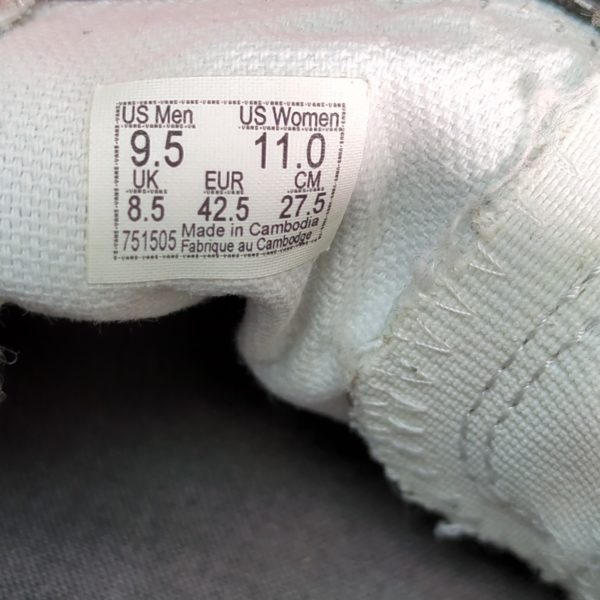 US Men US Women
9.5 11.0
UK EUR CM
8.5 42.5 27.5
751505 Made in Cambodia
Fabrique au Cambodge